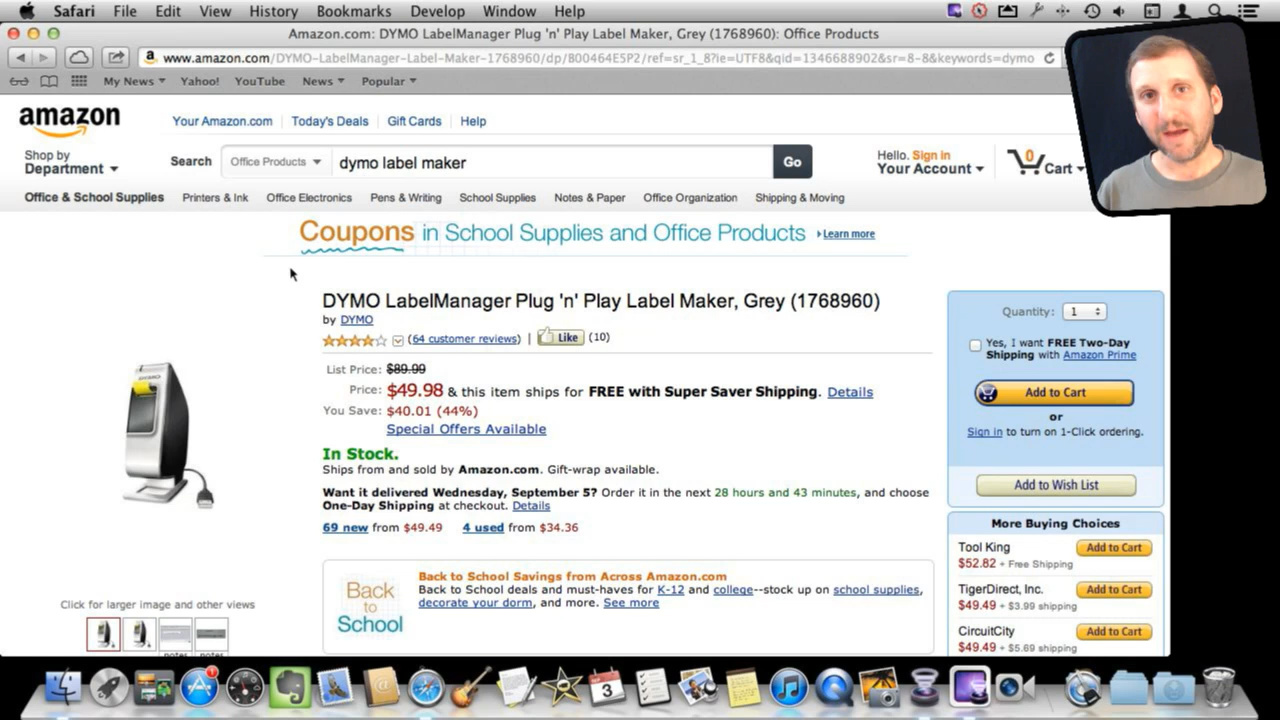 Safari File Edit View History Bookmarks Develop Window Help
Amazon.com: DYMO LabelManager Plug 'n' Play Label Maker, Grey (1768960): Office Products
www.amazon.com/DYMO-LabelManager-Label-Maker-1768960/dp/B00464E5P2/ref=sr_1_8?ie=UTF8&qid=1346688902&sr=8-8&keywords=dymo
My News Yahoo! YouTube News Popular
amazon
Your Amazon.com Today's Deals Gift Cards Help
Shop by
Department
Search Office Products dymo label maker Go
Hello. Sign in
Your Account
0
Cart
Office & School Supplies Printers & Ink Office Electronics Pens & Writing School Supplies Notes & Paper Office Organization Shipping & Moving
Coupons in School Supplies and Office Products Learn more
DYMO LabelManager Plug 'n' Play Label Maker, Grey (1768960)
by DYMO
(64 customer reviews) | Like (10)
List Price: $89.99
Price: $49.98 & this item ships for FREE with Super Saver Shipping. Details
You Save: $40.01 (44%)
Special Offers Available
In Stock.
Ships from and sold by Amazon.com. Gift-wrap available.
Want it delivered Wednesday, September 5? Order it in the next 28 hours and 43 minutes, and choose
One-Day Shipping at checkout. Details
69 new from $49.49 4 used from $34.36
Back to School
Back to School Savings from Across Amazon.com
Back to School deals and must-haves for K-12 and college--stock up on school supplies,
decorate your dorm, and more. See more
Click for larger image and other views
Quantity: 1
Yes, I want FREE Two-Day
Shipping with Amazon Prime
Add to Cart
or
Sign in to turn on 1-Click ordering.
Add to Wish List
More Buying Choices
Tool King Add to Cart
$52.82 + Free Shipping
TigerDirect, Inc. Add to Cart
$49.49 + $3.99 shipping
CircuitCity Add to Cart
$49.49 + $5.69 shipping
1
3